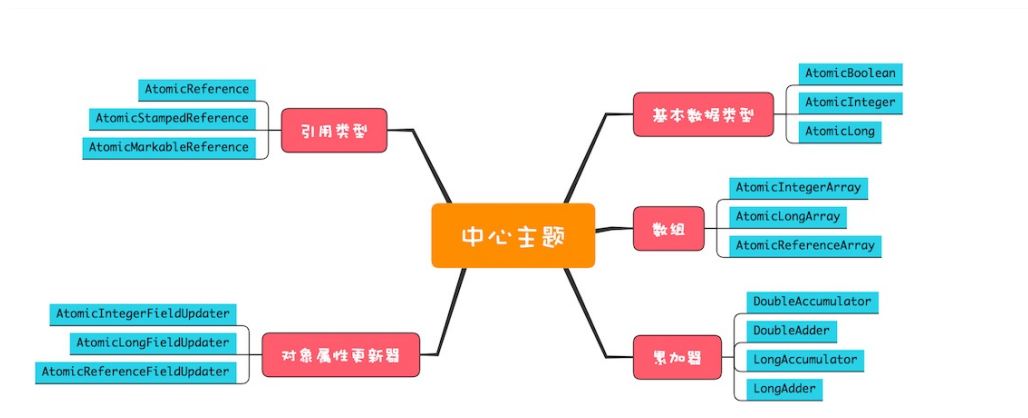 中心主题
基本数据类型
AtomicBoolean
AtomicInteger
AtomicLong
数组
AtomicIntegerArray
AtomicLongArray
AtomicReferenceArray
累加器
DoubleAccumulator
DoubleAdder
LongAccumulator
LongAdder
引用类型
AtomicReference
AtomicStampedReference
AtomicMarkableReference
对象属性更新器
AtomicIntegerFieldUpdater
AtomicLongFieldUpdater
AtomicReferenceFieldUpdater